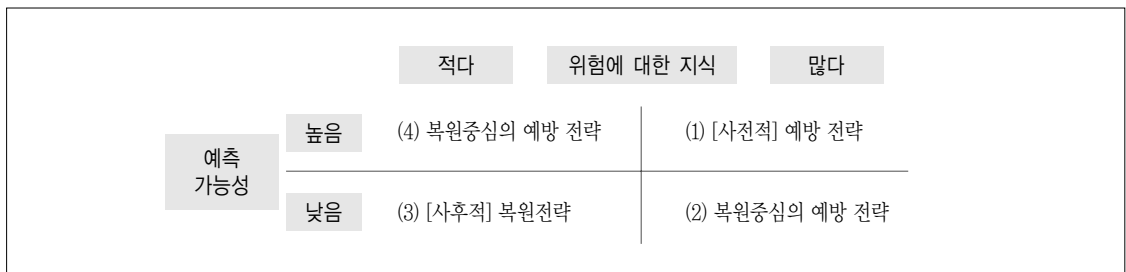 적다 위험에 대한 지식 많다
높음 (4) 복원중심의 예방 전략 (1) [사전적] 예방 전략
예측
가능성
낮음 (3) [사후적] 복원전략 (2) 복원중심의 예방 전략